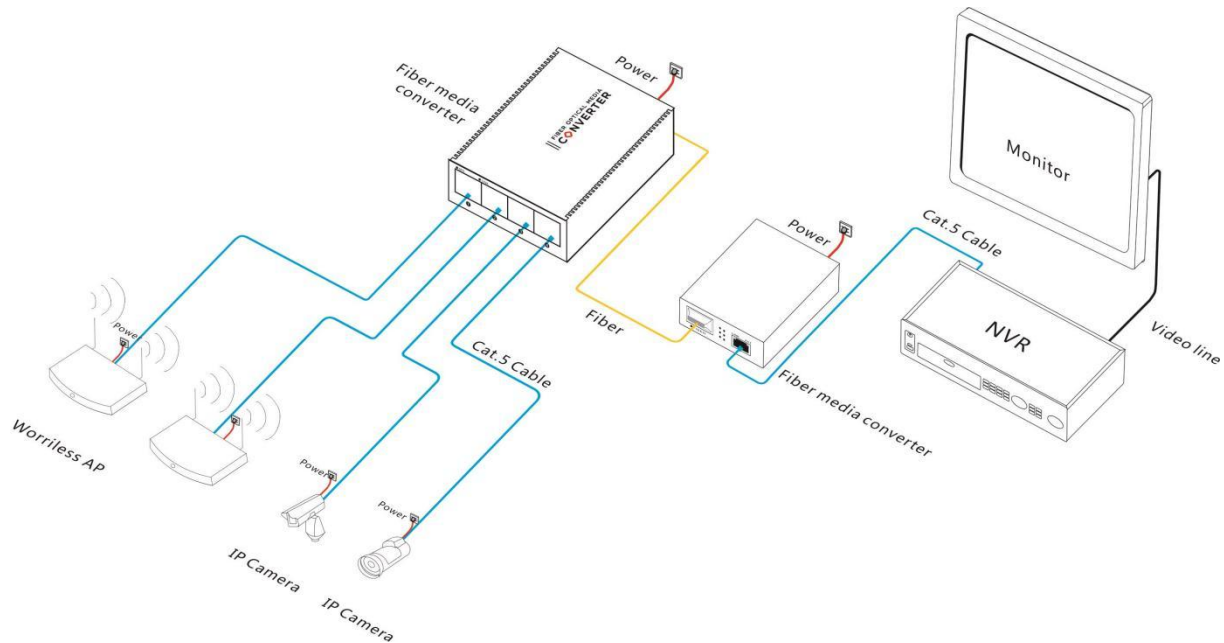 Fiber media
converter
FIBER OPTICAL MEDIA
CONVERTER
Power
Monitor
Power
Cat.5 Cable
NVR
Video line
Fiber
Fiber media converter
Cat.5 Cable
Power
Worriless AP
Power
IP Camera
Power
IP Camera